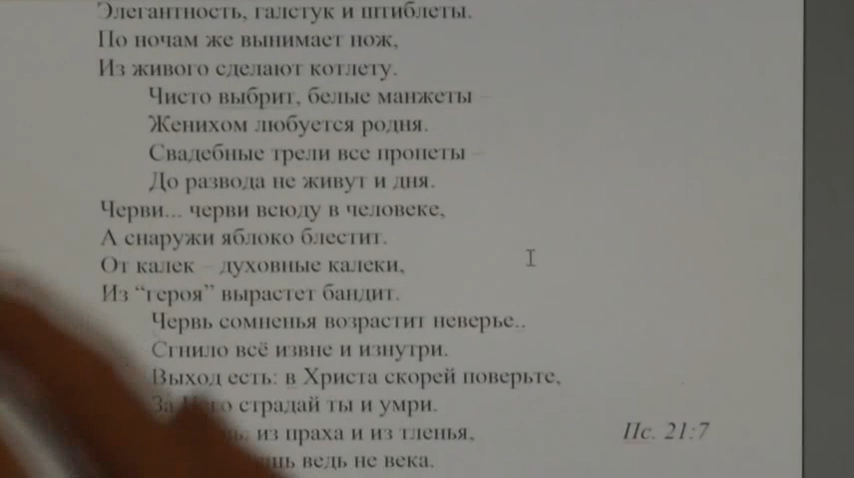 Элегантность, галстук и штиблеты.
По ночам же вынимает нож,
Из живого сделают котлету.
Чисто выбрит, белые манжеты –
Женихом любуется родня.
Свадебные трели все пропеты –
До развода не живут и дня.
Черви... черви всюду в человеке,
А снаружи яблоко блестит.
От калек – духовные калеки,
Из “героя” вырастет бандит.
Червь сомненья возрастит неверье..
Сгнило всё извне и изнутри.
Выход есть: в Христа скорей поверьте,
За Него страдай ты и умри.
из праха и из тленья,
Пс. 21:7
ведь не века.